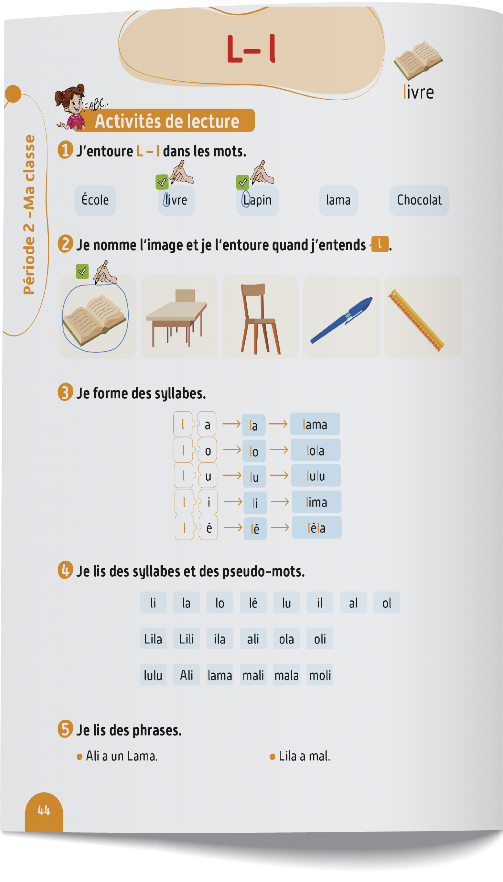 L – l
livre
ABC.
Activités de lecture
Période 2 -Ma classe
1 J'entoure L – l dans les mots.
École livre Lapin lama Chocolat
2 Je nomme l'image et je l'entoure quand j'entends l.
3 Je forme des syllabes.
l a la lama
l o lo lola
l u lu lulu
l i li lima
l é lé léla
4 Je lis des syllabes et des pseudo-mots.
li la lo lé lu il al ol
Lila Lili ila ali ola oli
lulu Ali lama mali mala moli
5 Je lis des phrases.
• Ali a un Lama. • Lila a mal.
44